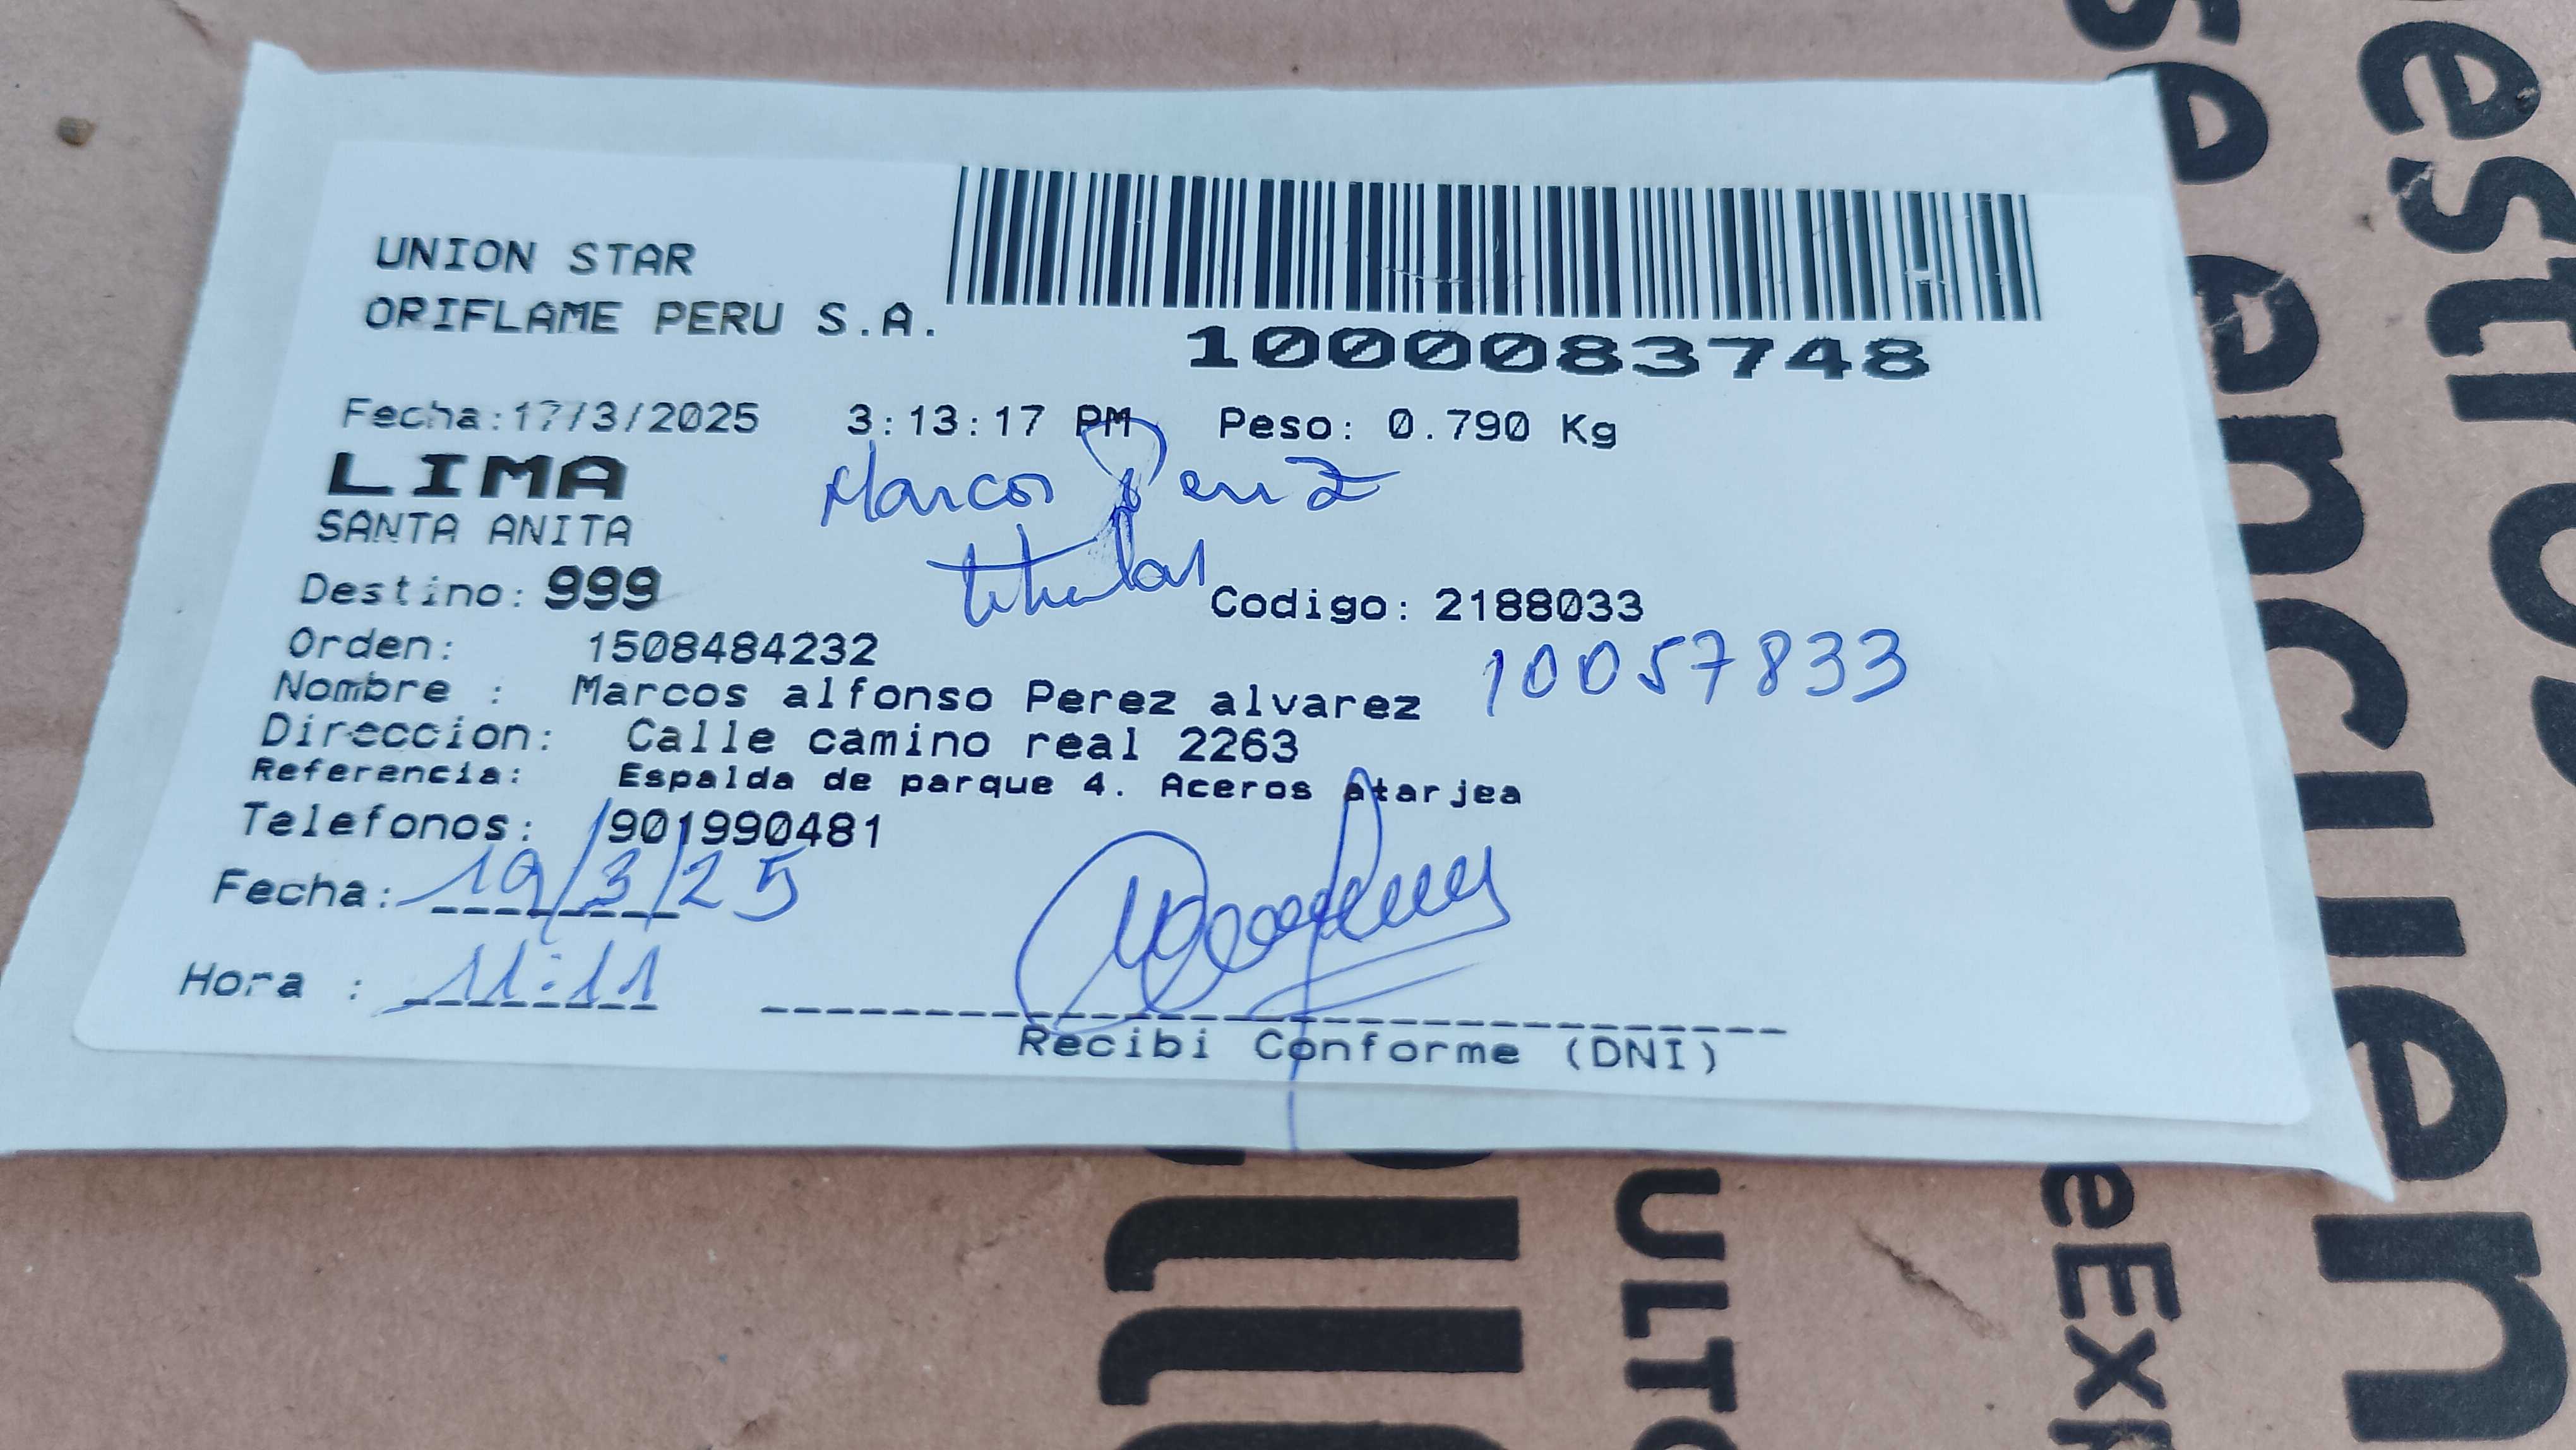 UNION STAR
ORIFLAME PERU S.A.
1000083748
Fecha:17/3/2025 3:13:17 PM Peso: 0.790 Kg
LIMA
Marcos Perez
SANTA ANITA
titular
Destino: 999 Codigo: 2188033
Orden: 1508484232
10057833
Nombre : Marcos alfonso Perez alvarez
Direccion: Calle camino real 2263
Referencia: Espalda de parque 4. Aceros atarjea
Telefonos: 901990481
Fecha: 19/3/25
Hora : 11:11
Recibi Conforme (DNI)